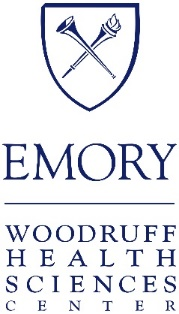 EMORY
WOODRUFF
HEALTH
SCIENCES
CENTER